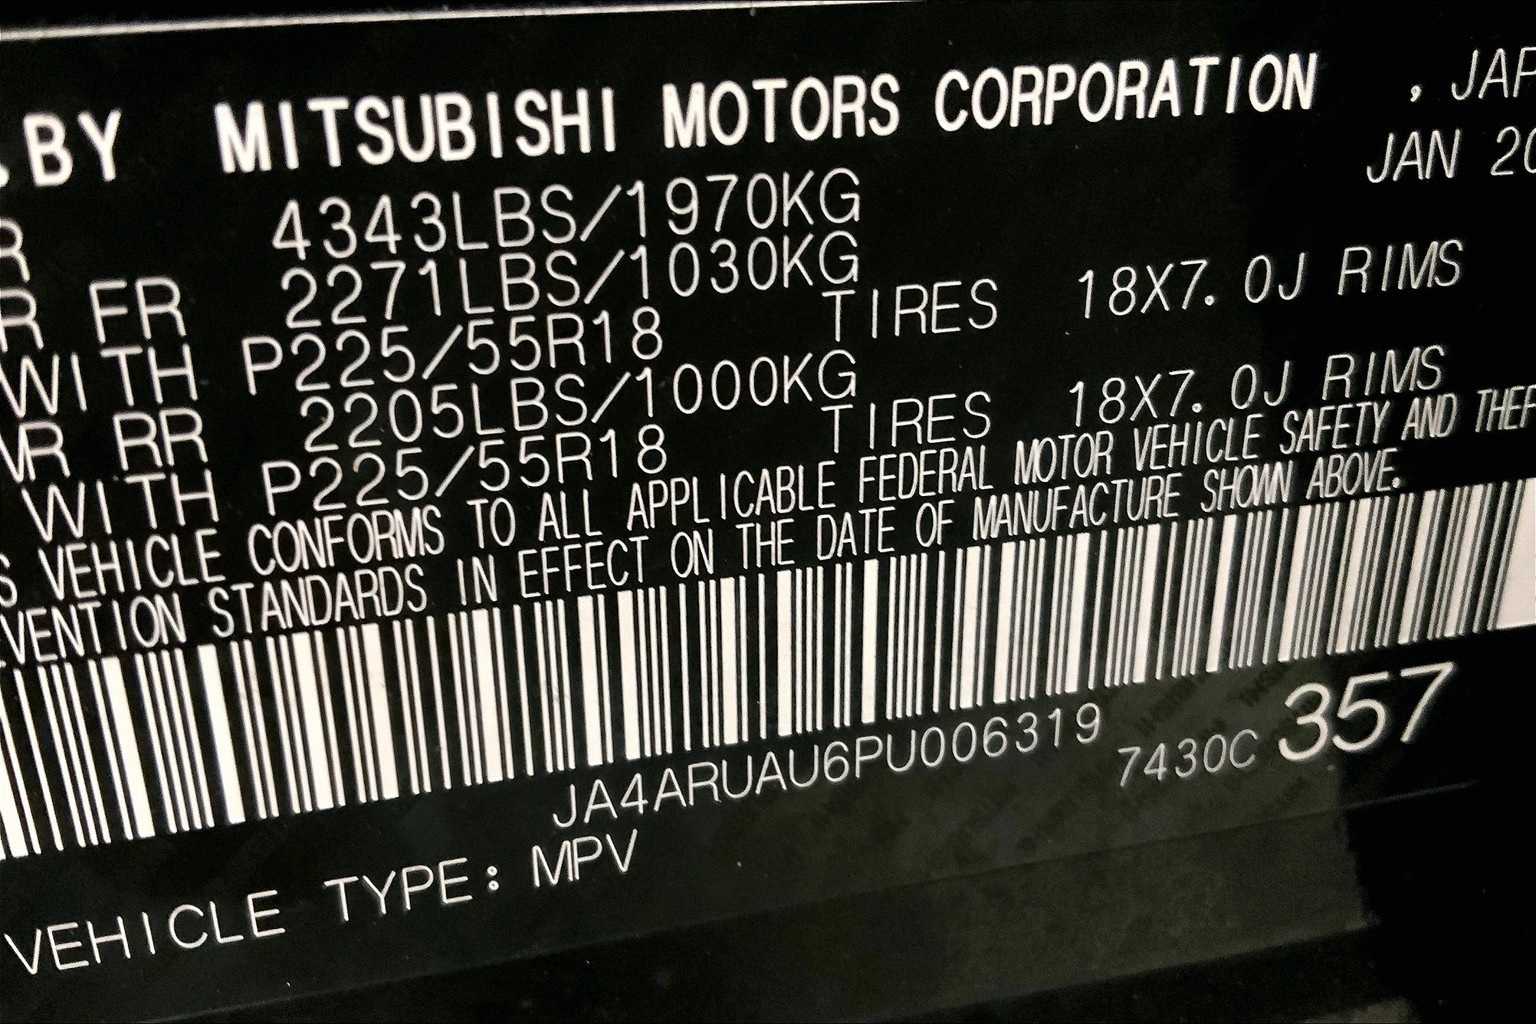 BY MITSUBISHI MOTORS CORPORATION , JAP
JAN 20
R 4343LBS/1970KG
R FR 2271LBS/1030KG
WITH P225/55R18 TIRES 18X7.0J RIMS
WR RR 2205LBS/1000KG
WITH P225/55R18 TIRES 18X7.0J RIMS
S VEHICLE CONFORMS TO ALL APPLICABLE FEDERAL MOTOR VEHICLE SAFETY AND THEF
VENTION STANDARDS IN EFFECT ON THE DATE OF MANUFACTURE SHOWN ABOVE.
JA4ARUAU6PU006319 7430C 357
VEHICLE TYPE: MPV